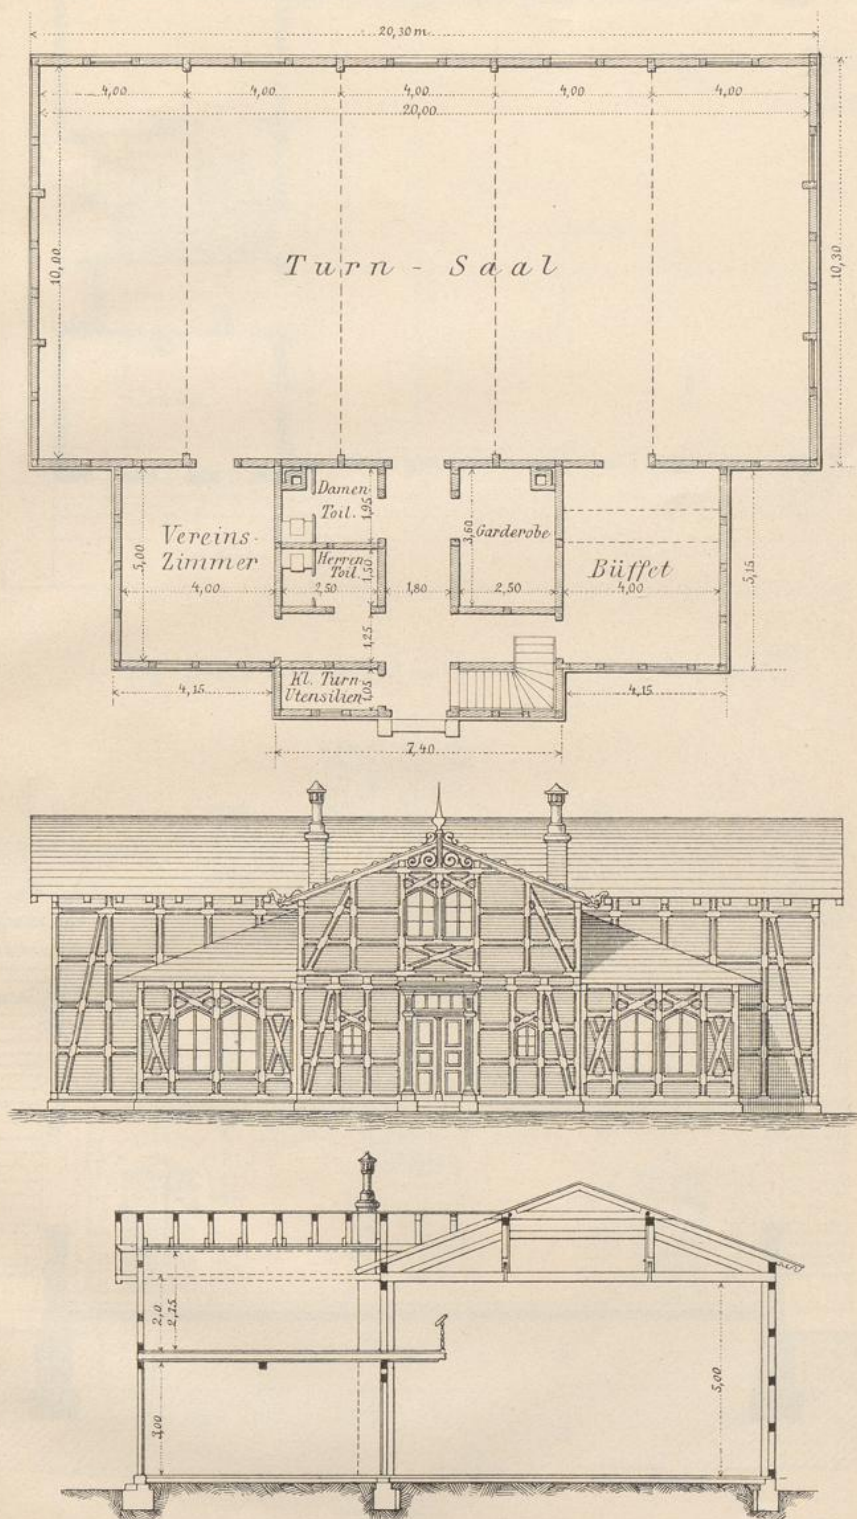 20,30 m
4,00 4,00 4,00 4,00 4,00
20,00
10,00
10,30
Turn - Saal
Damen
Toil.
1,95
Vereins-
Zimmer
5,00
4,00
Herren
Toil.
1,50
2,50
1,80
3,60
Garderobe
2,50
Büffet
4,00
5,15
1,25
Kl. Turn-
Utensilien
1,05
4,15
4,15
7,40
2,0
2,25
3,00
5,00